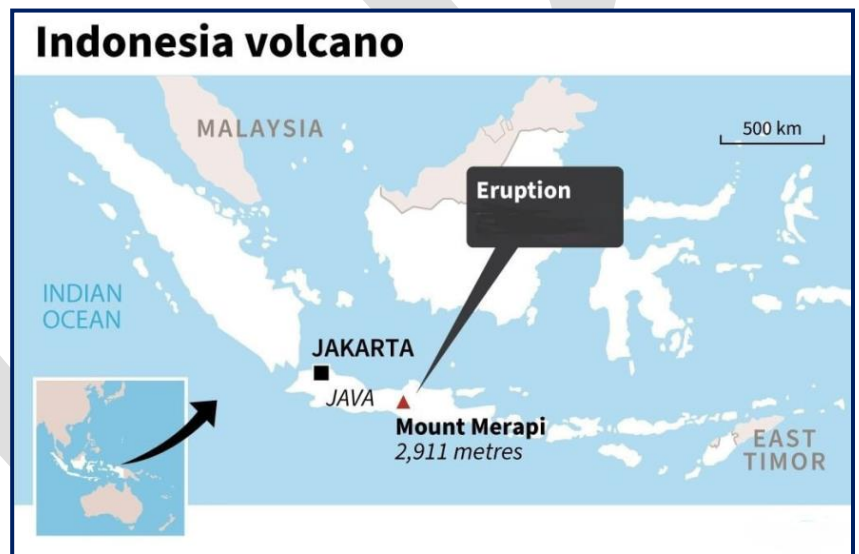 Indonesia volcano
MALAYSIA
500 km
Eruption
INDIAN
OCEAN
JAKARTA
JAVA
Mount Merapi
2,911 metres
EAST
TIMOR